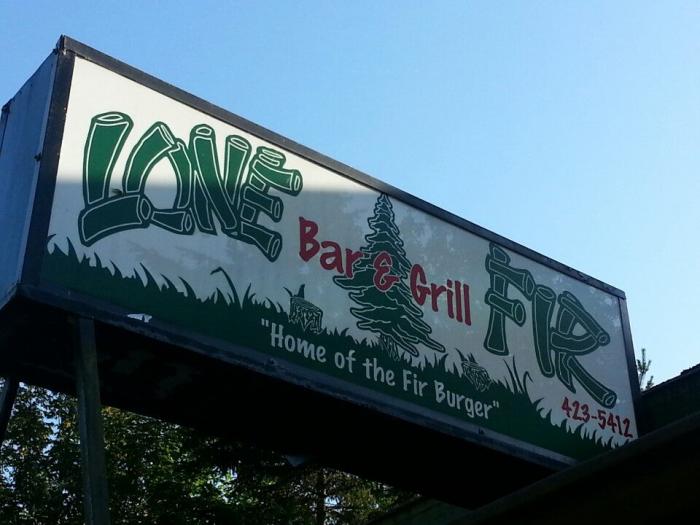 LONE
Bar & Grill
FIR
"Home of the Fir Burger"
423-5412